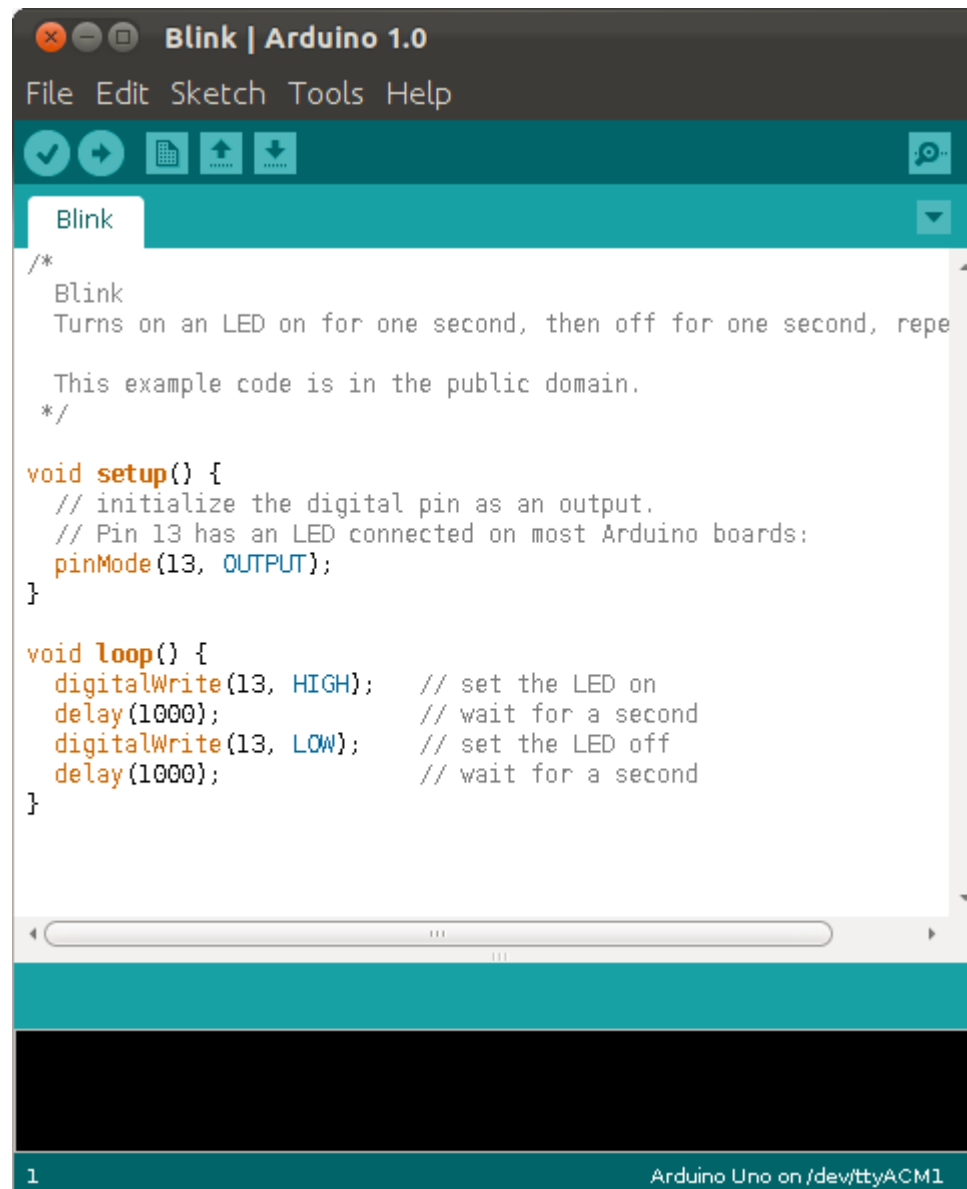 Blink | Arduino 1.0
File Edit Sketch Tools Help
Blink
/*
  Blink
  Turns on an LED on for one second, then off for one second, repe

  This example code is in the public domain.
 */

void setup() {
  // initialize the digital pin as an output.
  // Pin 13 has an LED connected on most Arduino boards:
  pinMode(13, OUTPUT);
}

void loop() {
  digitalWrite(13, HIGH);   // set the LED on
  delay(1000);              // wait for a second
  digitalWrite(13, LOW);    // set the LED off
  delay(1000);              // wait for a second
}
1 Arduino Uno on /dev/ttyACM1